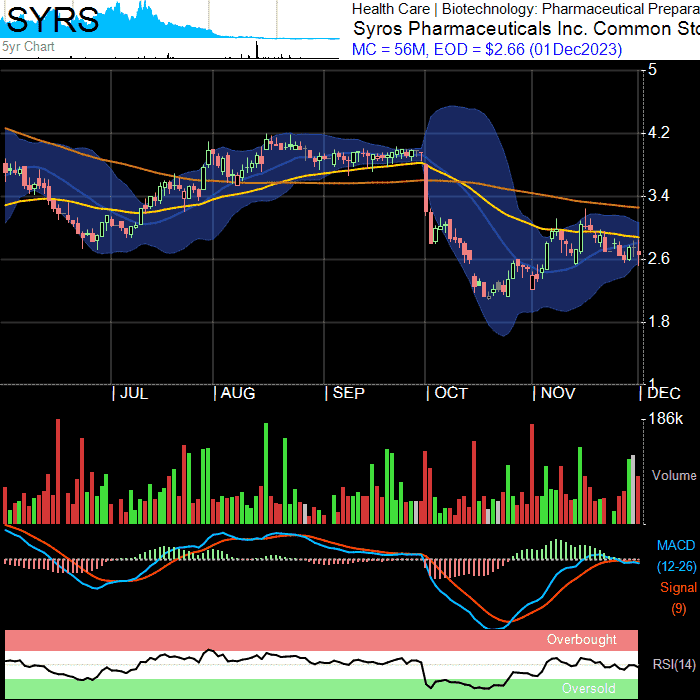 SYRS
5yr Chart
Health Care | Biotechnology: Pharmaceutical Prepara
Syros Pharmaceuticals Inc. Common Sto
MC = 56M, EOD = $2.66 (01Dec2023)
5
4.2
3.4
2.6
1.8
1
| JUL | AUG | SEP | OCT | NOV | DEC
186k
Volume
MACD
(12-26)
Signal
(9)
Overbought
RSI(14)
Oversold